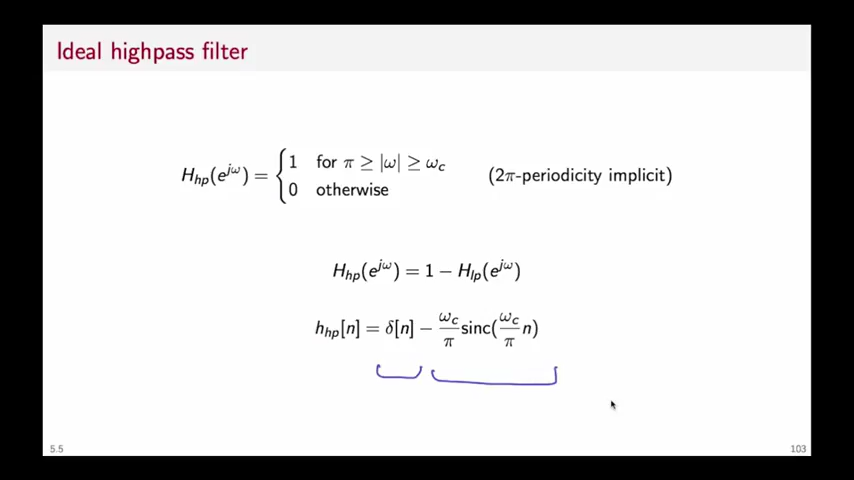 Ideal highpass filter
H_hp(e^{jω}) = { 1 for π ≥ |ω| ≥ ω_c (2π-periodicity implicit)
0 otherwise
H_hp(e^{jω}) = 1 − H_lp(e^{jω})
h_hp[n] = δ[n] − ω_c/π sinc(ω_c/π n)
5.5 103